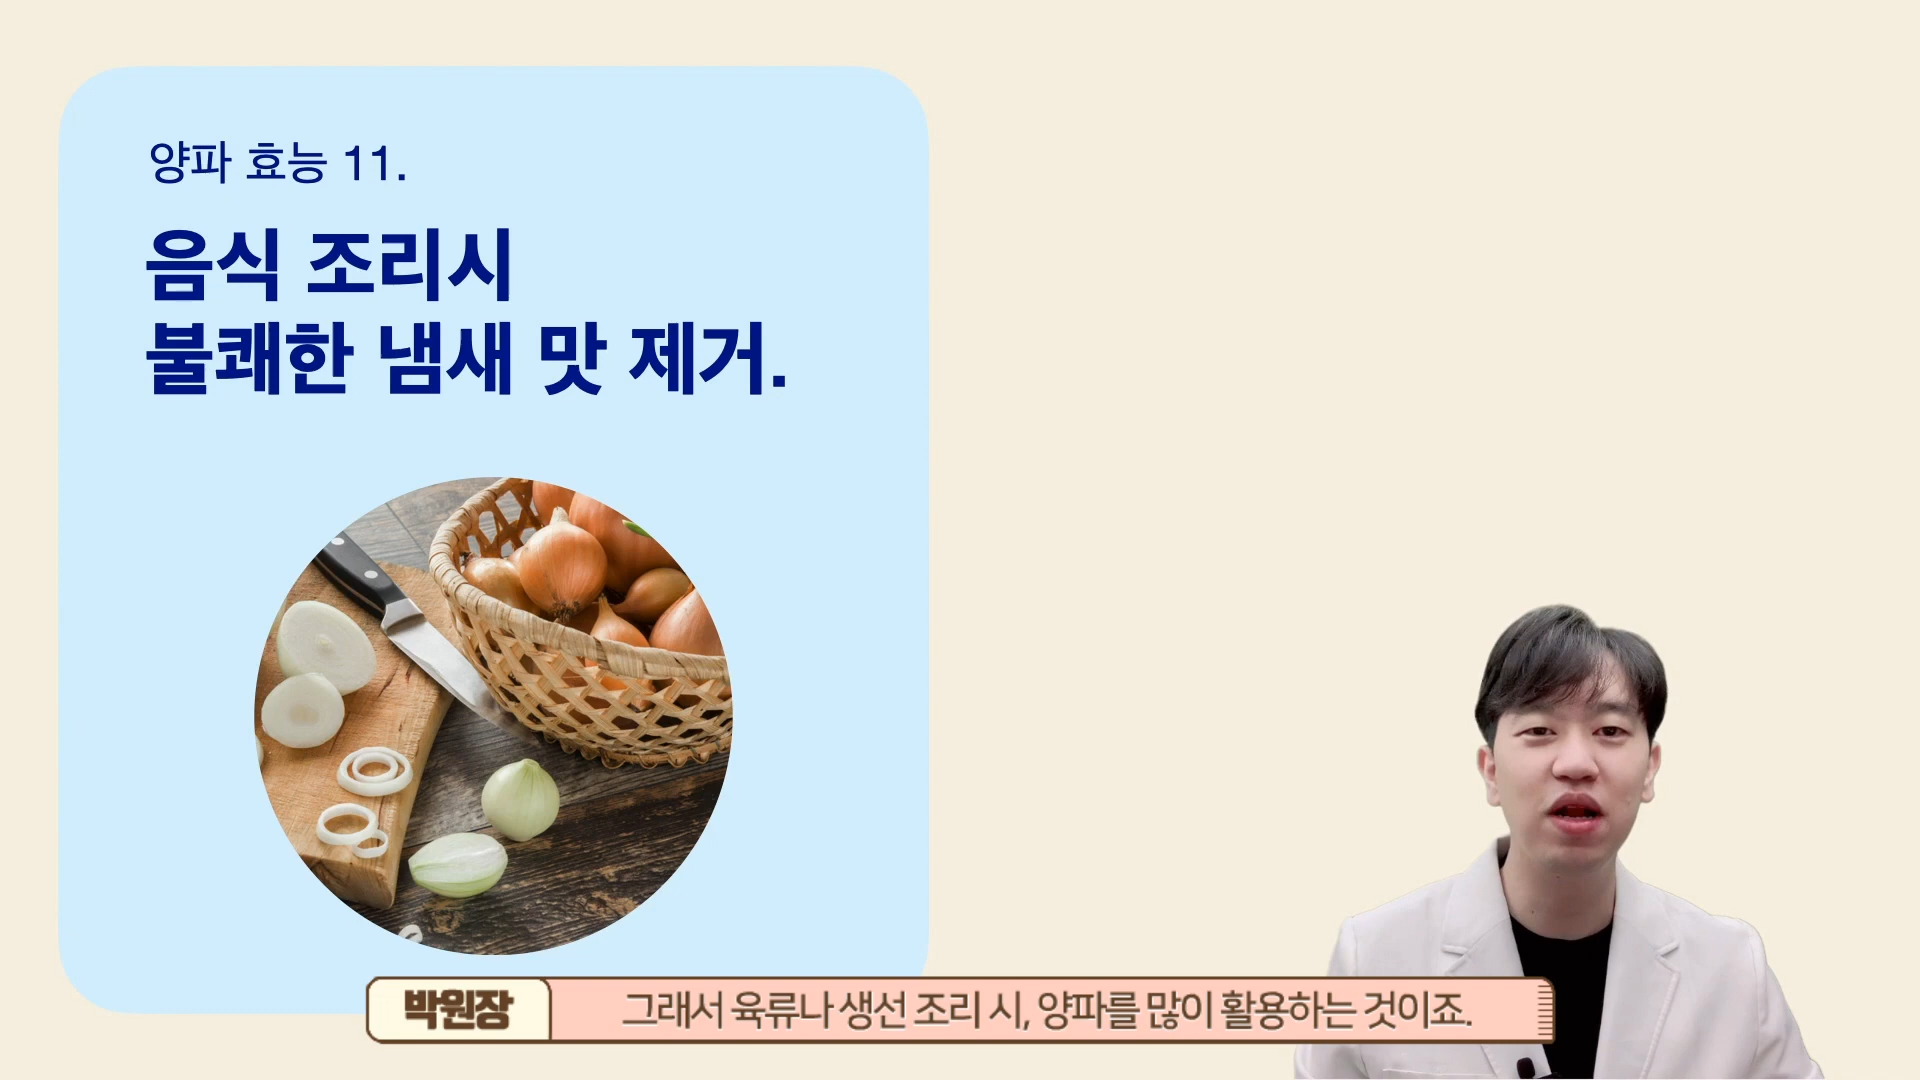 양파 효능 11.
음식 조리시
불쾌한 냄새 맛 제거.
박원장
그래서 육류나 생선 조리 시, 양파를 많이 활용하는 것이죠.